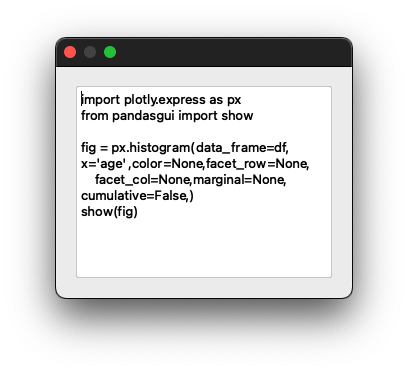 import plotly.express as px
from pandasgui import show

fig = px.histogram(data_frame=df,
x='age',color=None,facet_row=None,
    facet_col=None,marginal=None,
cumulative=False,)
show(fig)